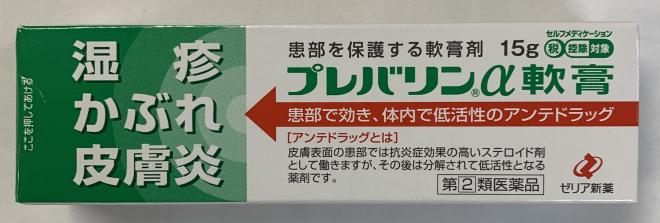 ここを押してあける
湿疹
かぶれ
皮膚炎
患部を保護する軟膏剤 15g
セルフメディケーション
税 控除 対象
プレバリン®α軟膏
患部で効き、体内で低活性のアンテドラッグ
[アンテドラッグとは]
皮膚表面の患部では抗炎症効果の高いステロイド剤
として働きますが、その後は分解されて低活性となる
薬剤です。
指定②類医薬品
ゼリア新薬